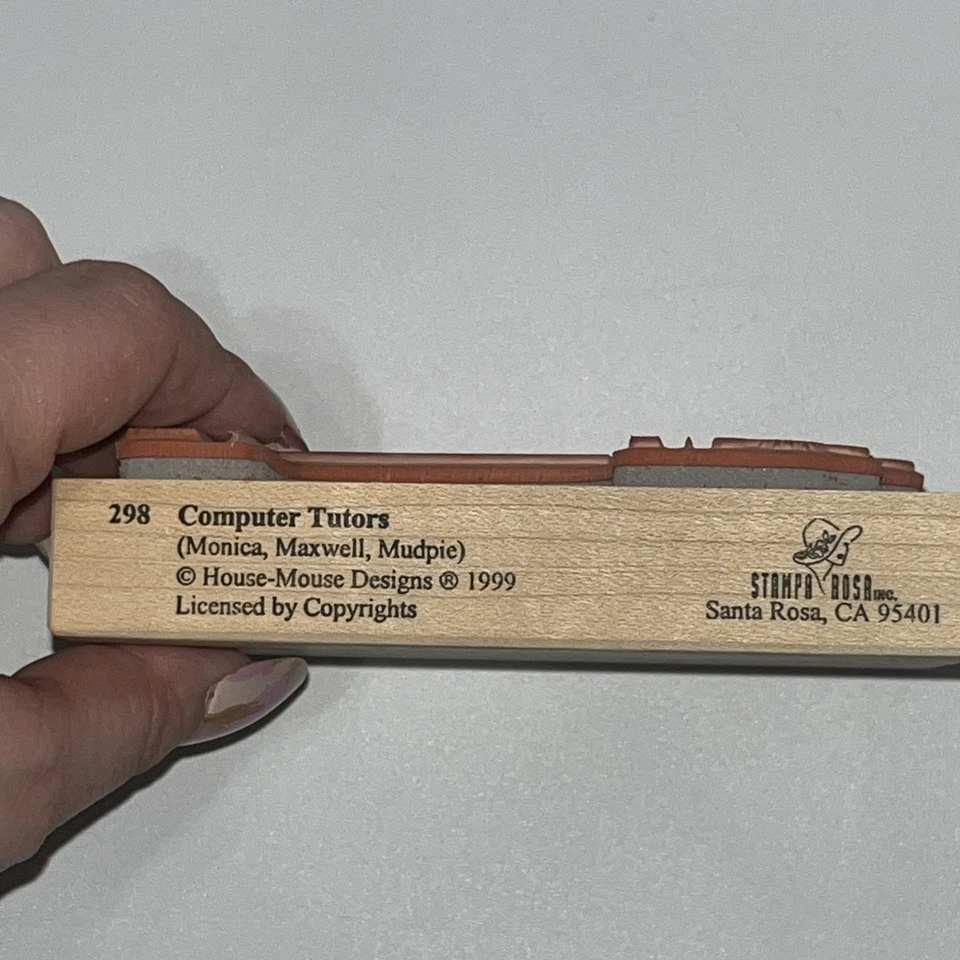 298 Computer Tutors
(Monica, Maxwell, Mudpie)
© House-Mouse Designs ® 1999
Licensed by Copyrights
STAMPA ROSA INC.
Santa Rosa, CA 95401